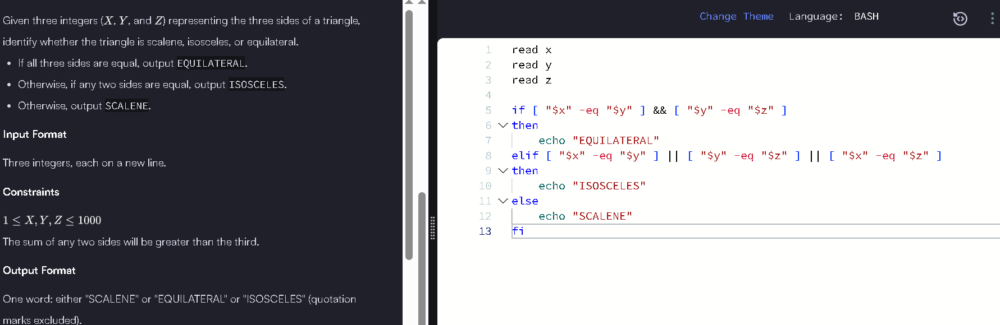 Given three integers (X, Y, and Z) representing the three sides of a triangle,
identify whether the triangle is scalene, isosceles, or equilateral.
• If all three sides are equal, output EQUILATERAL.
• Otherwise, if any two sides are equal, output ISOSCELES.
• Otherwise, output SCALENE.
Input Format
Three integers, each on a new line.
Constraints
1 ≤ X, Y, Z ≤ 1000
The sum of any two sides will be greater than the third.
Output Format
One word: either "SCALENE" or "EQUILATERAL" or "ISOSCELES" (quotation
marks excluded).
Change Theme Language: BASH
1 read x
2 read y
3 read z
4
5 if [ "$x" -eq "$y" ] && [ "$y" -eq "$z" ]
6 then
7     echo "EQUILATERAL"
8 elif [ "$x" -eq "$y" ] || [ "$y" -eq "$z" ] || [ "$x" -eq "$z" ]
9 then
10     echo "ISOSCELES"
11 else
12     echo "SCALENE"
13 fi